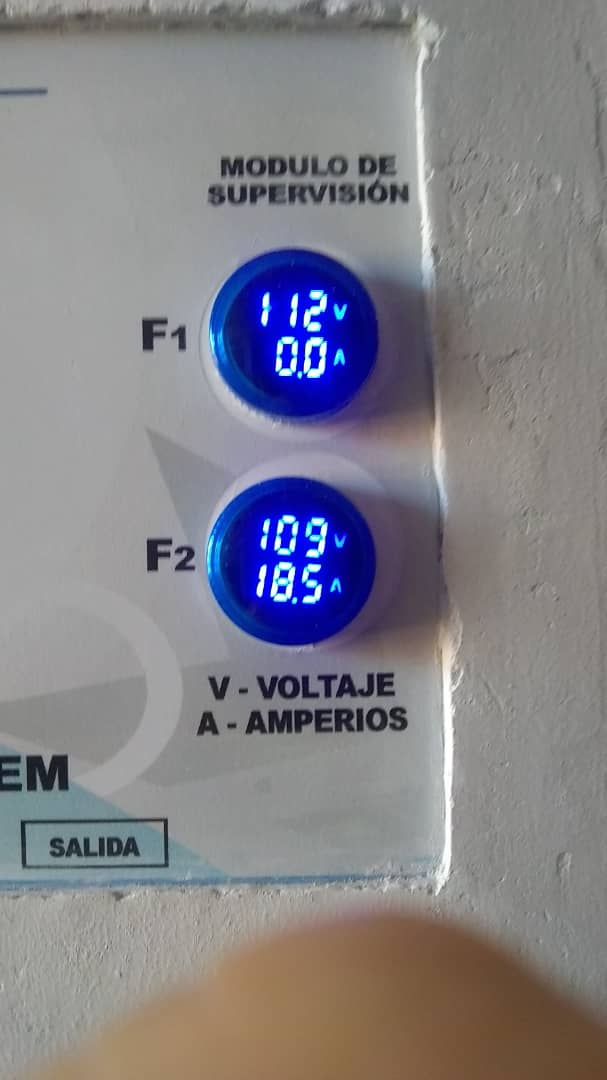 MODULO DE
SUPERVISIÓN
F1
112 V
0.0 A
F2
109 V
18.5 A
V - VOLTAJE
A - AMPERIOS
EM
SALIDA